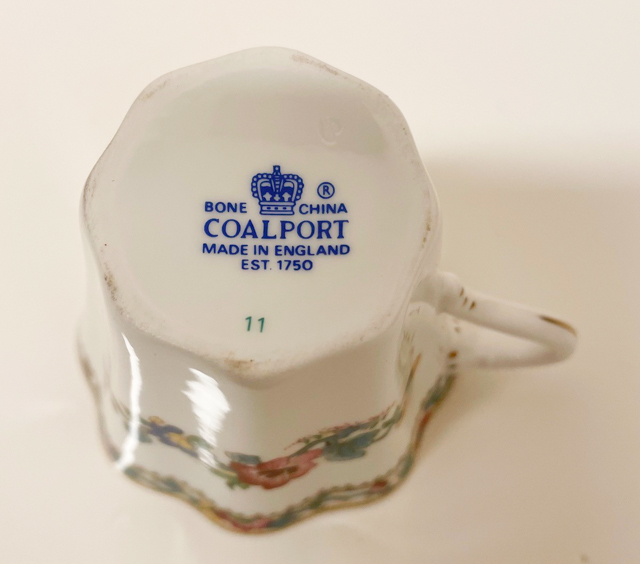 BONE CHINA ®
COALPORT
MADE IN ENGLAND
EST. 1750
11